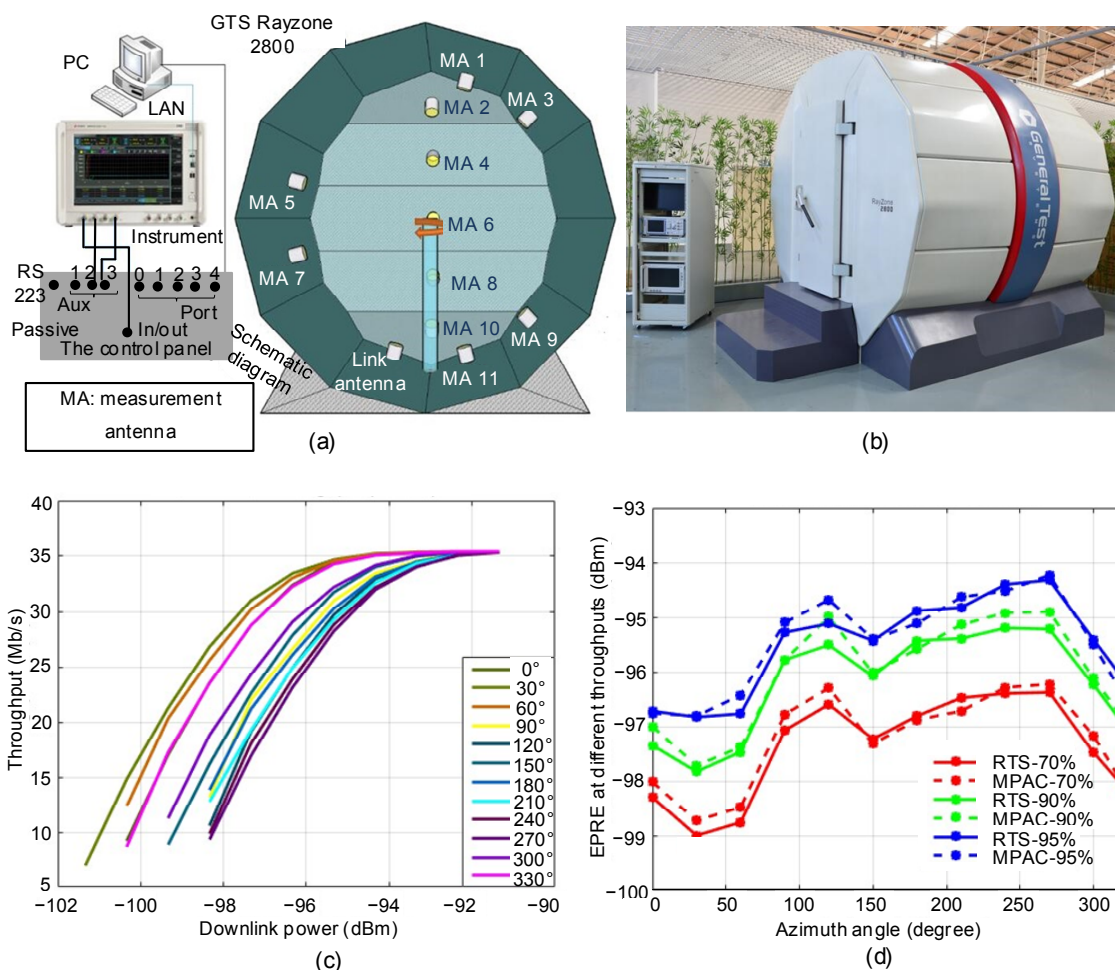 GTS Rayzone
2800
PC
LAN
Instrument
RS
223
1 2 3
0 1 2 3 4
Aux
Port
Passive
In/out
The control panel
Schematic
diagram
MA: measurement
antenna
MA 1
MA 2
MA 3
MA 4
MA 5
MA 6
MA 7
MA 8
MA 9
MA 10
MA 11
Link
antenna
(a)
General Test
RayZone
2800
(b)
Throughput (Mb/s)
40
35
30
25
20
15
10
5
−102
−100
−98
−96
−94
−92
−90
Downlink power (dBm)
0°
30°
60°
90°
120°
150°
180°
210°
240°
270°
300°
330°
(c)
EPRE at different throughputs (dBm)
−93
−94
−95
−96
−97
−98
−99
−100
0
50
100
150
200
250
300
Azimuth angle (degree)
RTS-70%
MPAC-70%
RTS-90%
MPAC-90%
RTS-95%
MPAC-95%
(d)